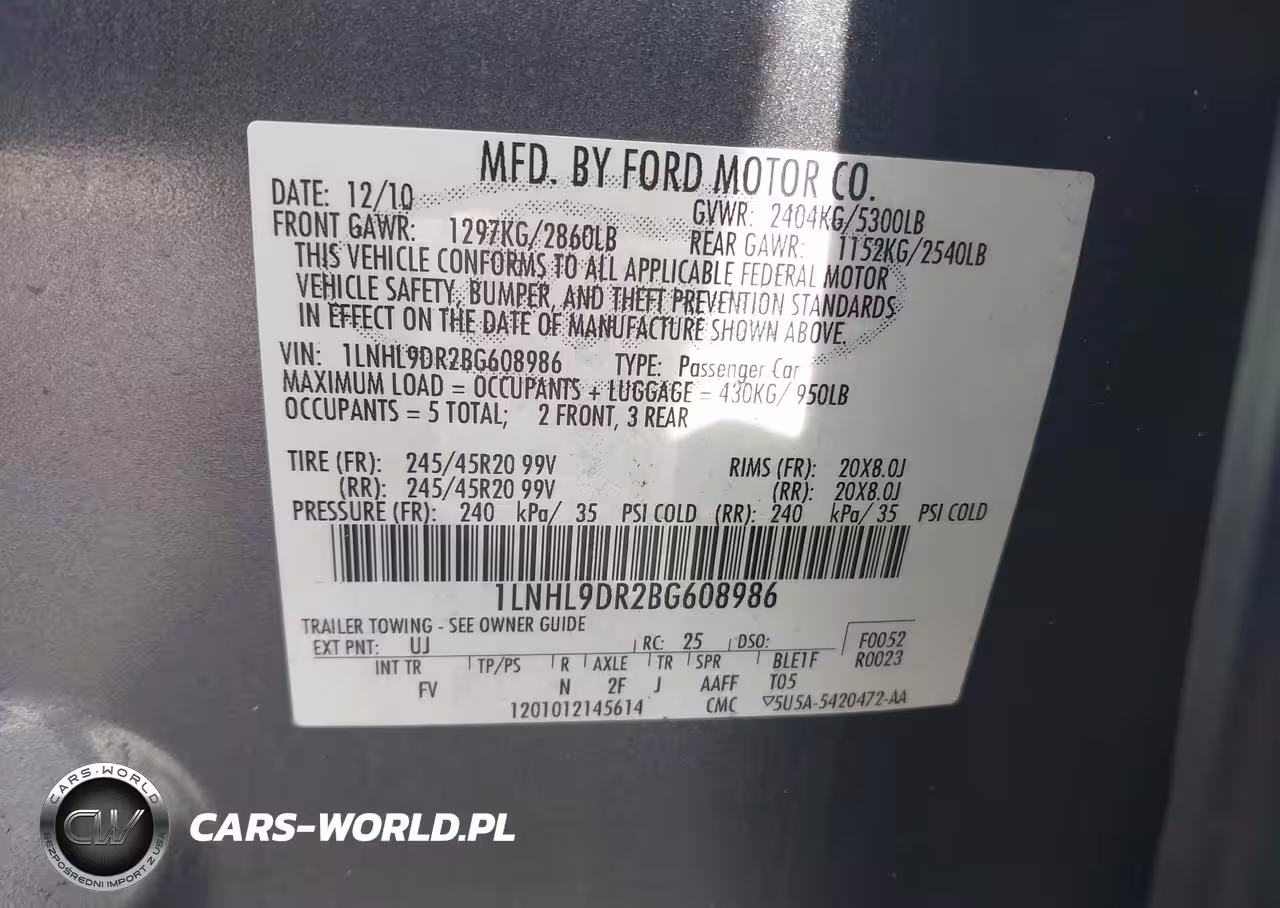 MFD. BY FORD MOTOR CO.
DATE: 12/10 GVWR: 2404KG/5300LB
FRONT GAWR: 1297KG/2860LB REAR GAWR: 1152KG/2540LB
THIS VEHICLE CONFORMS TO ALL APPLICABLE FEDERAL MOTOR
VEHICLE SAFETY, BUMPER, AND THEFT PREVENTION STANDARDS
IN EFFECT ON THE DATE OF MANUFACTURE SHOWN ABOVE.
VIN: 1LNHL9DR2BG608986 TYPE: Passenger Car
MAXIMUM LOAD = OCCUPANTS + LUGGAGE = 430KG/ 950LB
OCCUPANTS = 5 TOTAL; 2 FRONT, 3 REAR
TIRE (FR): 245/45R20 99V RIMS (FR): 20X8.0J
(RR): 245/45R20 99V (RR): 20X8.0J
PRESSURE (FR): 240 kPa/ 35 PSI COLD (RR): 240 kPa/ 35 PSI COLD
1LNHL9DR2BG608986
TRAILER TOWING - SEE OWNER GUIDE
EXT PNT: UJ RC: 25 DSO: F0052
INT TR TP/PS R AXLE TR SPR BLE1F R0023
FV N 2F J AAFF T05
1201012145614 CMC ▽5U5A-5420472-AA
CARS-WORLD
CW
BEZPOŚREDNI IMPORT Z USA
CARS-WORLD.PL